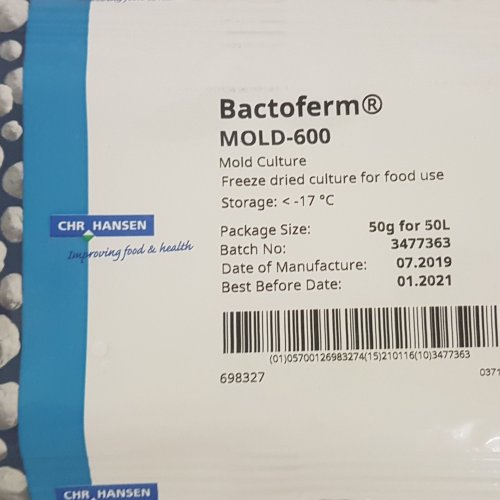 Bactoferm®
MOLD-600
Mold Culture
Freeze dried culture for food use
Storage: < -17 °C
CHR HANSEN
Improving food & health
Package Size: 50g for 50L
Batch No: 3477363
Date of Manufacture: 07.2019
Best Before Date: 01.2021
(01)05700126983274(15)210116(10)3477363
698327
0371
CHR HANSEN